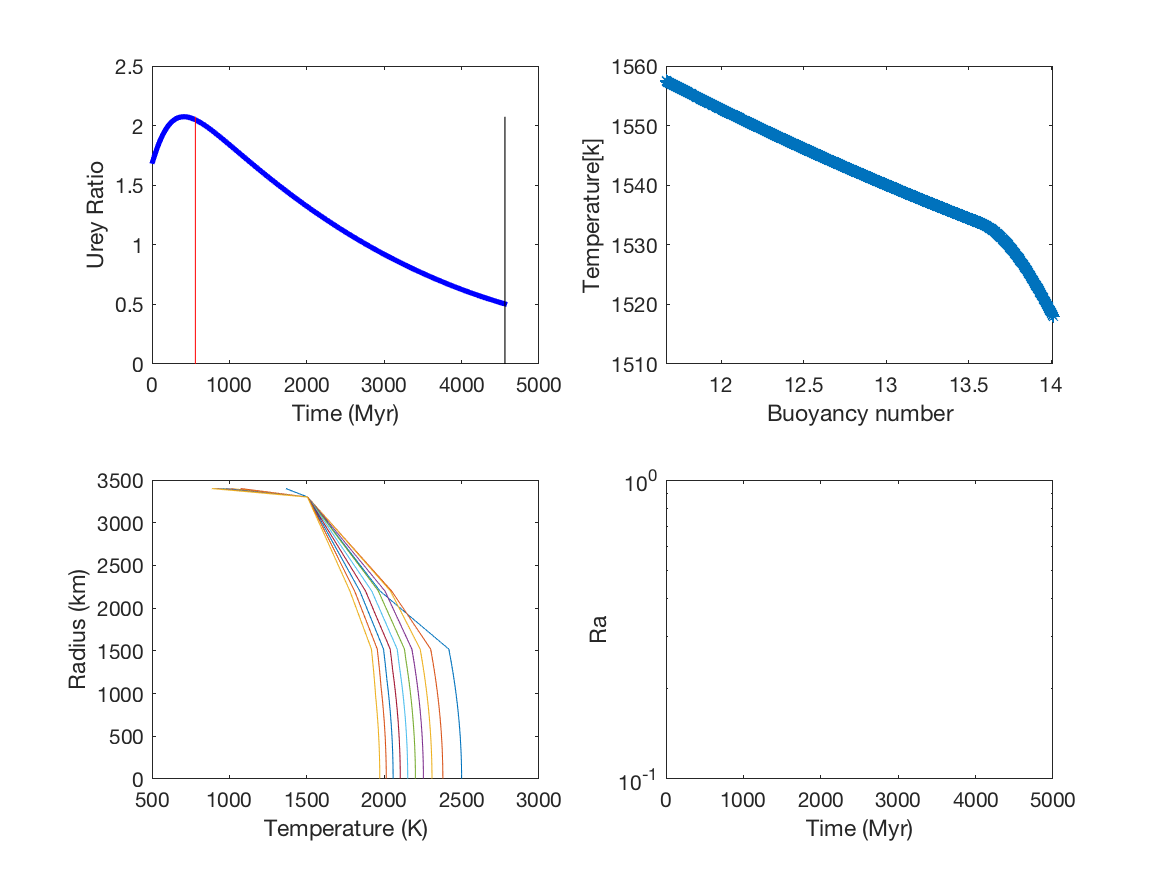 2.5
2
1.5
1
0.5
0
Urey Ratio
0 1000 2000 3000 4000 5000
Time (Myr)
1560
1550
1540
1530
1520
1510
Temperature[k]
12 12.5 13 13.5 14
Buoyancy number
3500
3000
2500
2000
1500
1000
500
0
Radius (km)
500 1000 1500 2000 2500 3000
Temperature (K)
10^0
10^-1
Ra
0 1000 2000 3000 4000 5000
Time (Myr)